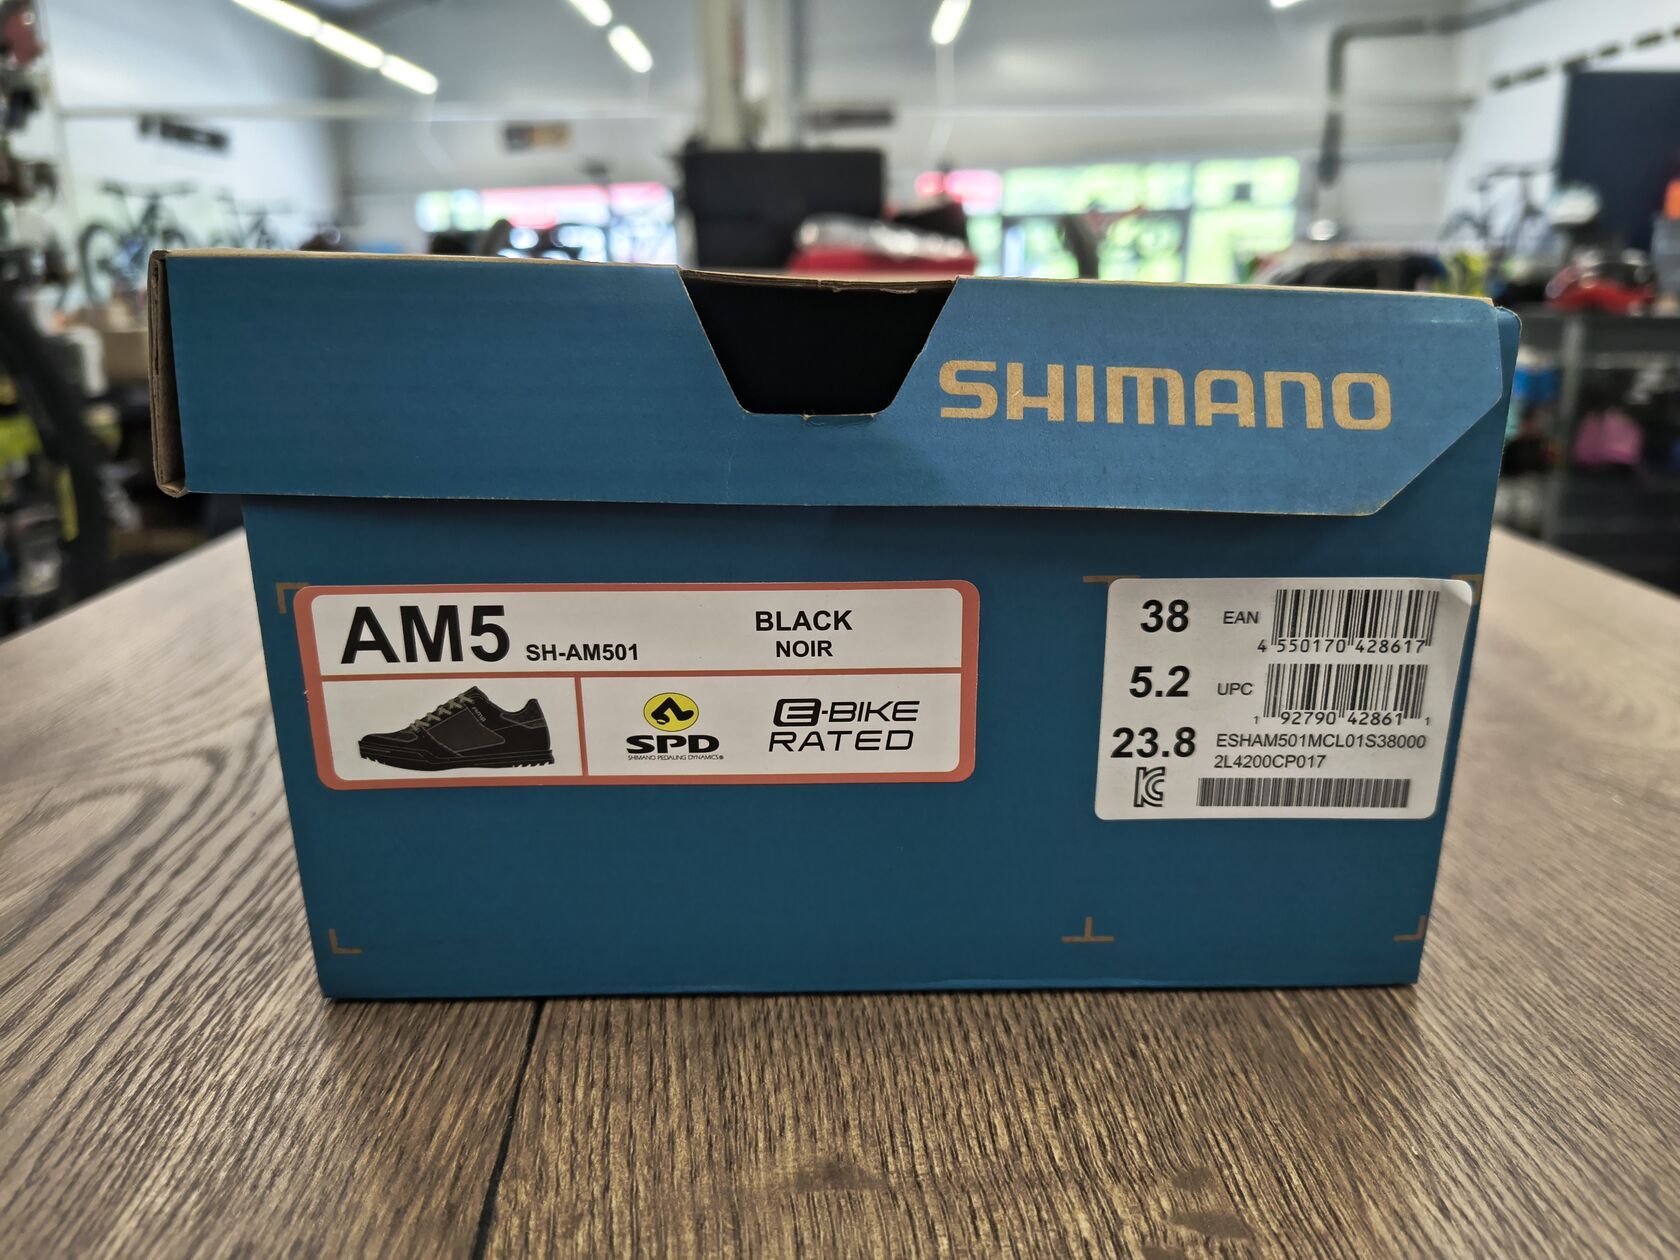 SHIMANO
AM5 SH-AM501
BLACK
NOIR
SPD
SHIMANO PEDALING DYNAMICS®
E-BIKE
RATED
38 EAN
4 550170 428617
5.2 UPC
1 92790 42861 1
23.8 ESHAM501MCL01S38000
2L4200CP017